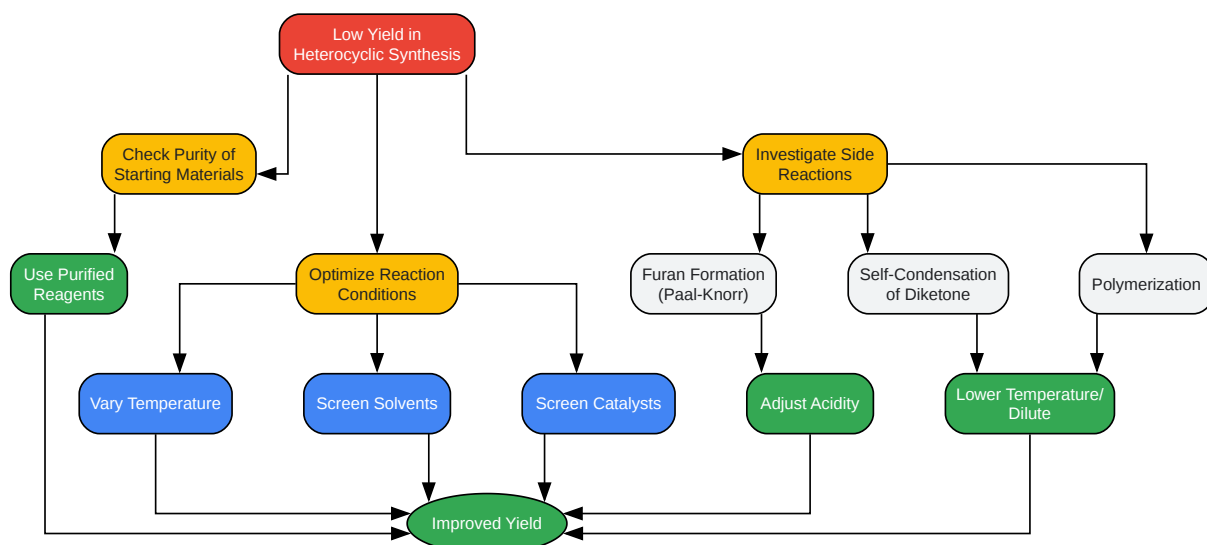 Low Yield in
Heterocyclic Synthesis
Check Purity of
Starting Materials
Investigate Side
Reactions
Use Purified
Reagents
Optimize Reaction
Conditions
Furan Formation
(Paal-Knorr)
Self-Condensation
of Diketone
Polymerization
Vary Temperature
Screen Solvents
Screen Catalysts
Adjust Acidity
Lower Temperature/
Dilute
Improved Yield